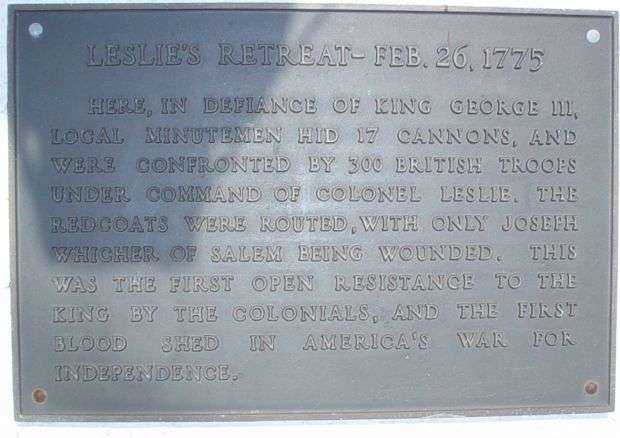 LESLIE'S RETREAT- FEB. 26, 1775
HERE, IN DEFIANCE OF KING GEORGE III,
LOCAL MINUTEMEN HID 17 CANNONS, AND
WERE CONFRONTED BY 300 BRITISH TROOPS
UNDER COMMAND OF COLONEL LESLIE. THE
REDCOATS WERE ROUTED, WITH ONLY JOSEPH
WHICHER OF SALEM BEING WOUNDED. THIS
WAS THE FIRST OPEN RESISTANCE TO THE
KING BY THE COLONIALS, AND THE FIRST
BLOOD SHED IN AMERICA'S WAR FOR
INDEPENDENCE.